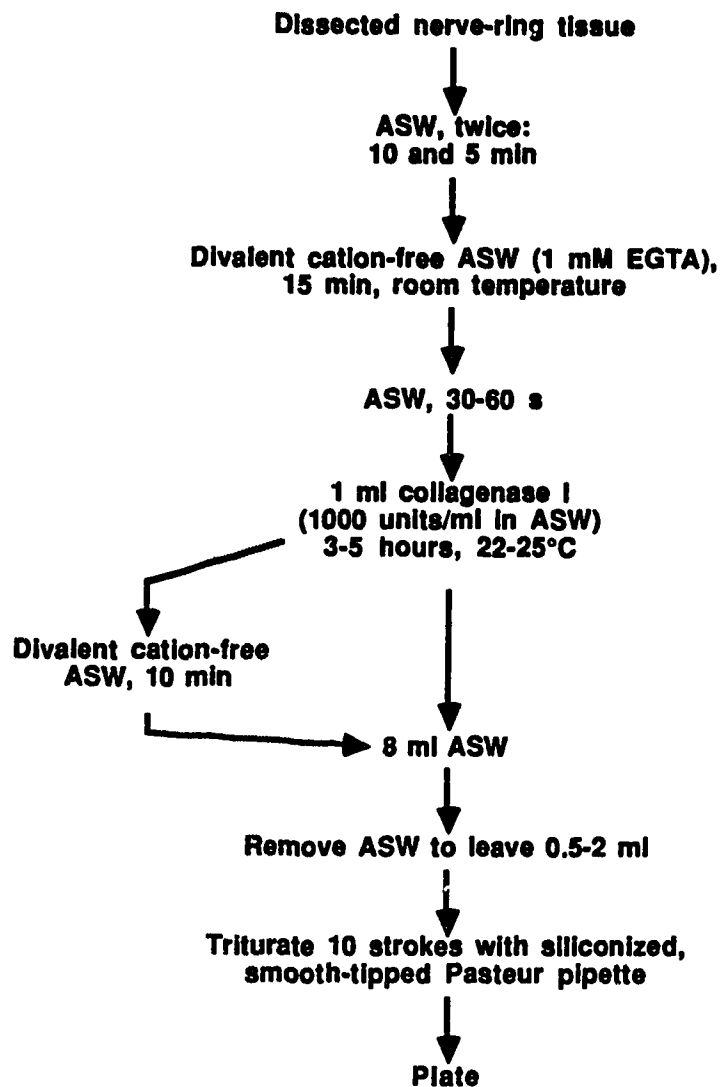 Dissected nerve-ring tissue
ASW, twice:
10 and 5 min
Divalent cation-free ASW (1 mM EGTA),
15 min, room temperature
ASW, 30-60 s
1 ml collagenase I
(1000 units/ml in ASW)
3-5 hours, 22-25°C
Divalent cation-free
ASW, 10 min
8 ml ASW
Remove ASW to leave 0.5-2 ml
Triturate 10 strokes with siliconized,
smooth-tipped Pasteur pipette
Plate